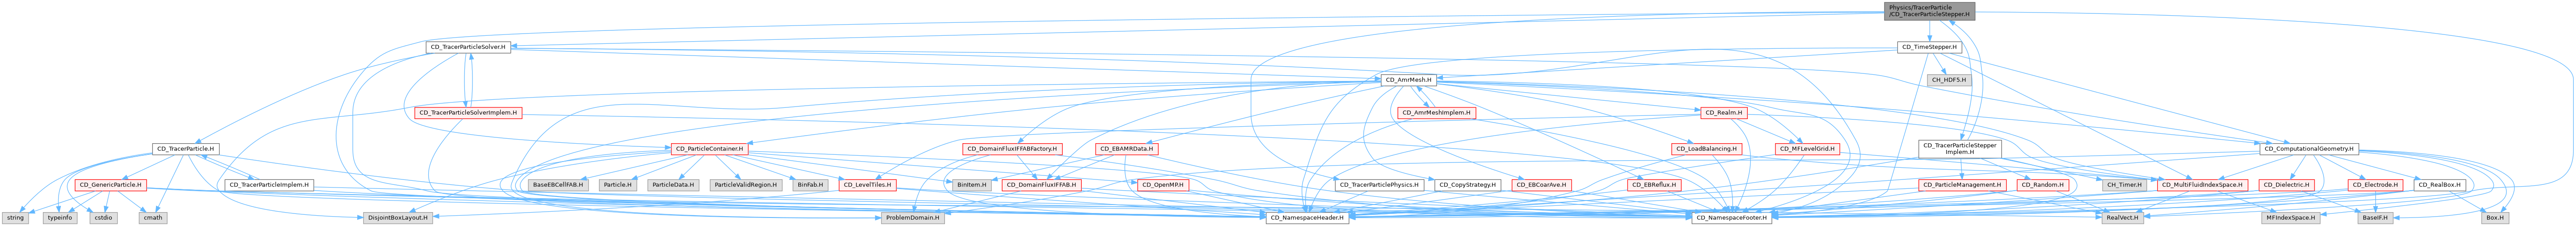 Physics/TracerParticle
/CD_TracerParticleStepper.H
CD_TracerParticleSolver.H
CD_TimeStepper.H
CD_AmrMesh.H
CH_HDF5.H
CD_TracerParticleSolverImplem.H
CD_AmrMeshImplem.H
CD_Realm.H
CD_TracerParticle.H
CD_ParticleContainer.H
CD_DomainFluxIFFABFactory.H
CD_EBAMRData.H
CD_LoadBalancing.H
CD_MFLevelGrid.H
CD_TracerParticleStepper
Implem.H
CD_ComputationalGeometry.H
CD_GenericParticle.H
CD_TracerParticleImplem.H
BaseEBCellFAB.H
Particle.H
ParticleData.H
ParticleValidRegion.H
BinFab.H
CD_LevelTiles.H
BinItem.H
CD_DomainFluxIFFAB.H
CD_OpenMP.H
CD_TracerParticlePhysics.H
CD_CopyStrategy.H
CD_EBCoarAve.H
CD_EBReflux.H
CD_ParticleManagement.H
CD_Random.H
CH_Timer.H
CD_MultiFluidIndexSpace.H
CD_Dielectric.H
CD_Electrode.H
CD_RealBox.H
string
typeinfo
cstdio
cmath
DisjointBoxLayout.H
ProblemDomain.H
CD_NamespaceHeader.H
CD_NamespaceFooter.H
RealVect.H
MFIndexSpace.H
BaseIF.H
Box.H